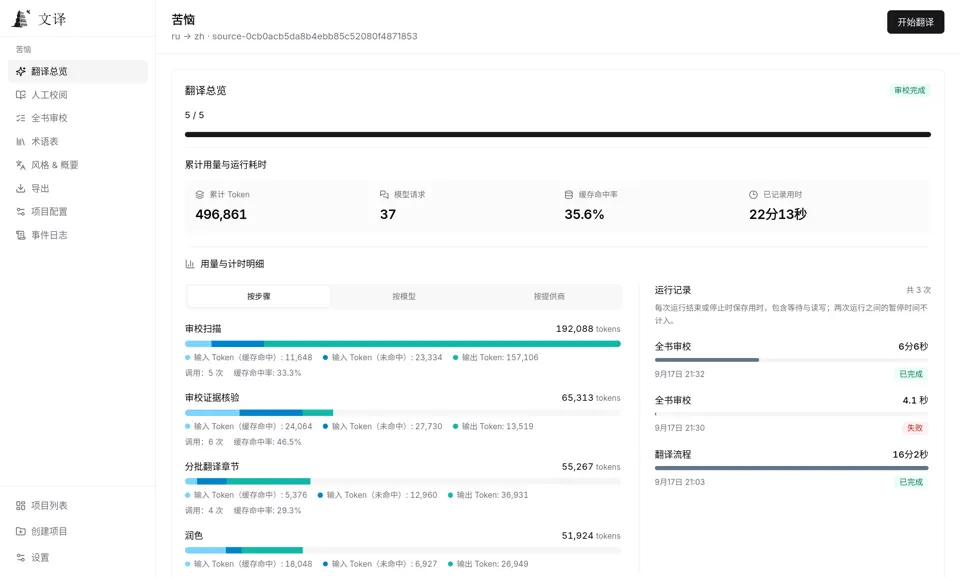 文译
苦恼
翻译总览
人工校阅
全书审校
术语表
风格 & 概要
导出
项目配置
事件日志
项目列表
创建项目
设置
苦恼
ru → zh · source-0cb0acb5da8b4ebb85c52080f4871853
开始翻译
翻译总览
审校完成
5 / 5
累计用量与运行耗时
累计 Token
496,861
模型请求
37
缓存命中率
35.6%
已记录用时
22分13秒
用量与计时明细
按步骤
按模型
按提供商
审校扫描
192,088 tokens
输入 Token（缓存命中）: 11,648 输入 Token（未命中）: 23,334 输出 Token: 157,106
调用: 5 次 缓存命中率: 33.3%
审校证据核验
65,313 tokens
输入 Token（缓存命中）: 24,064 输入 Token（未命中）: 27,730 输出 Token: 13,519
调用: 6 次 缓存命中率: 46.5%
分批翻译章节
55,267 tokens
输入 Token（缓存命中）: 5,376 输入 Token（未命中）: 12,960 输出 Token: 36,931
调用: 4 次 缓存命中率: 29.3%
润色
51,924 tokens
输入 Token（缓存命中）: 18,048 输入 Token（未命中）: 6,927 输出 Token: 26,949
运行记录
共 3 次
每次运行结束或停止时保存用时，包含等待与读写；两次运行之间的暂停时间不
计入。
全书审校
6分6秒
9月17日 21:32
已完成
全书审校
4.1 秒
9月17日 21:30
失败
翻译流程
16分2秒
9月17日 21:03
已完成